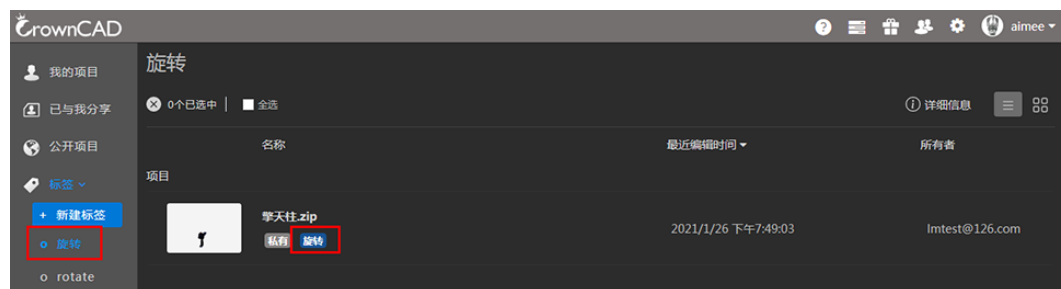 CrownCAD
aimee
我的项目
已与我分享
公开项目
标签
+ 新建标签
旋转
rotate
旋转
0个已选中
全选
详细信息
名称
最近编辑时间
所有者
项目
擎天柱.zip
私有 旋转
2021/1/26 下午7:49:03
lmtest@126.com